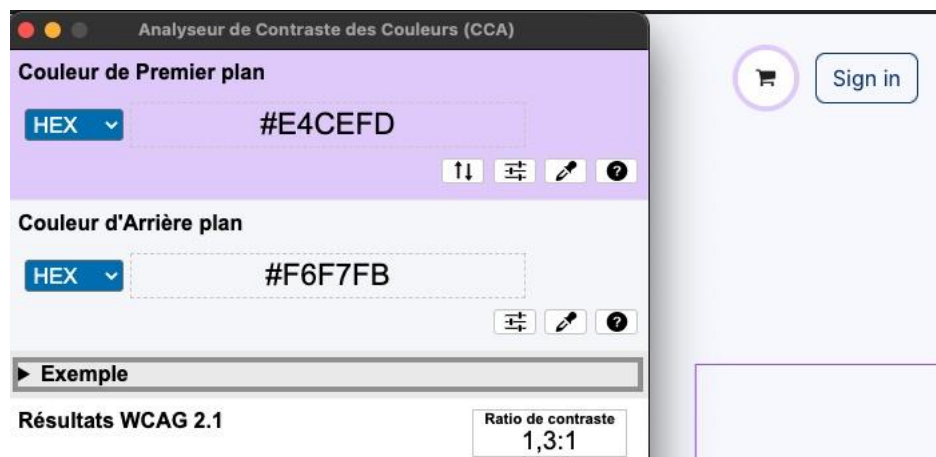 Analyseur de Contraste des Couleurs (CCA)
Couleur de Premier plan
HEX #E4CEFD
Couleur d'Arrière plan
HEX #F6F7FB
Exemple
Résultats WCAG 2.1
Ratio de contraste
1,3:1
Sign in